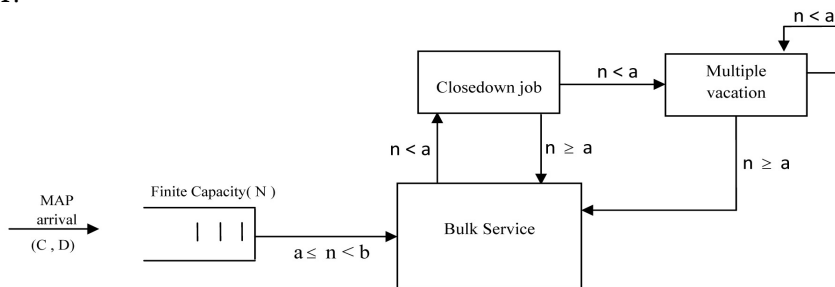 n < a
Closedown job
n < a
Multiple
vacation
n < a
n ≥ a
n ≥ a
Finite Capacity( N )
MAP
arrival
(C , D)
a ≤ n < b
Bulk Service